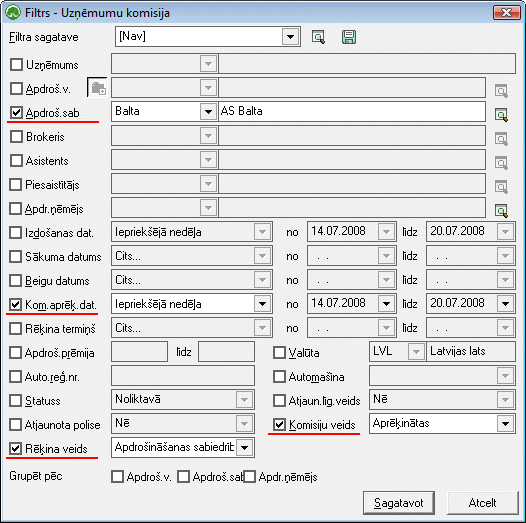 Filtrs - Uzņēmumu komisija
Filtra sagatave [Nav]
Uzņēmums
Apdroš.v.
Apdroš.sab Balta AS Balta
Brokeris
Asistents
Piesaistītājs
Apdr.ņēmējs
Izdošanas dat. Iepriekšējā nedēļa no 14.07.2008 līdz 20.07.2008
Sākuma datums Cits... no . . līdz . .
Beigu datums Cits... no . . līdz . .
Kom.aprēķ.dat. Iepriekšējā nedēļa no 14.07.2008 līdz 20.07.2008
Rēķina termiņš Cits... no . . līdz . .
Apdroš.prēmija līdz Valūta LVL Latvijas lats
Auto.reģ.nr. Automašīna
Statuss Noliktavā Atjaun.līg.veids Nē
Atjaunota polise Nē Komisiju veids Aprēķinātas
Rēķina veids Apdrošināšanas sabiedrīb
Grupēt pēc Apdroš.v. Apdroš.sab Apdr.ņēmējs
Sagatavot Atcelt